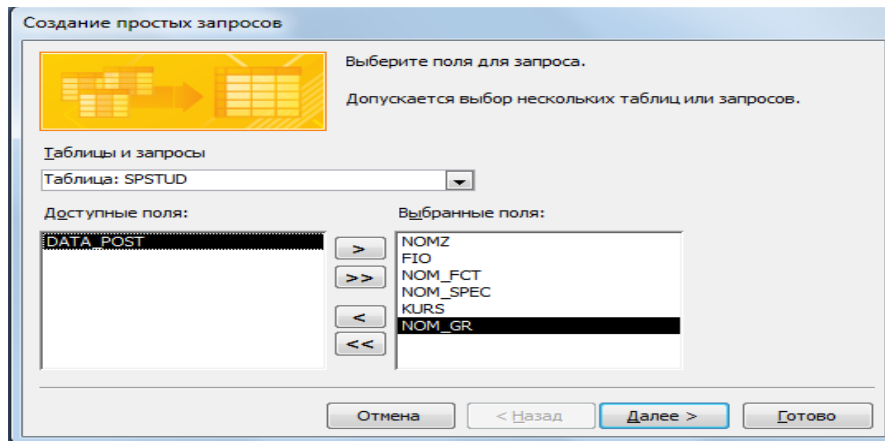 Создание простых запросов
Выберите поля для запроса.
Допускается выбор нескольких таблиц или запросов.
Таблицы и запросы
Таблица: SPSTUD
Доступные поля:
Выбранные поля:
DATA_POST
>
>>
<
<<
NOMZ
FIO
NOM_FCT
NOM_SPEC
KURS
NOM_GR
Отмена
< Назад
Далее >
Готово